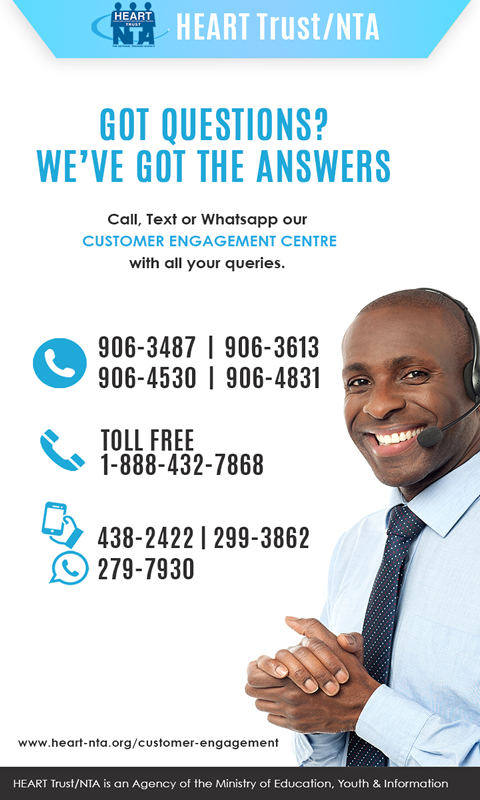 HEART
TRUST
NTA
HEART Trust/NTA
GOT QUESTIONS?
WE'VE GOT THE ANSWERS
Call, Text or Whatsapp our
CUSTOMER ENGAGEMENT CENTRE
with all your queries.
906-3487 | 906-3613
906-4530 | 906-4831
TOLL FREE
1-888-432-7868
438-2422 | 299-3862
279-7930
www.heart-nta.org/customer-engagement
HEART Trust/NTA is an Agency of the Ministry of Education, Youth & Information